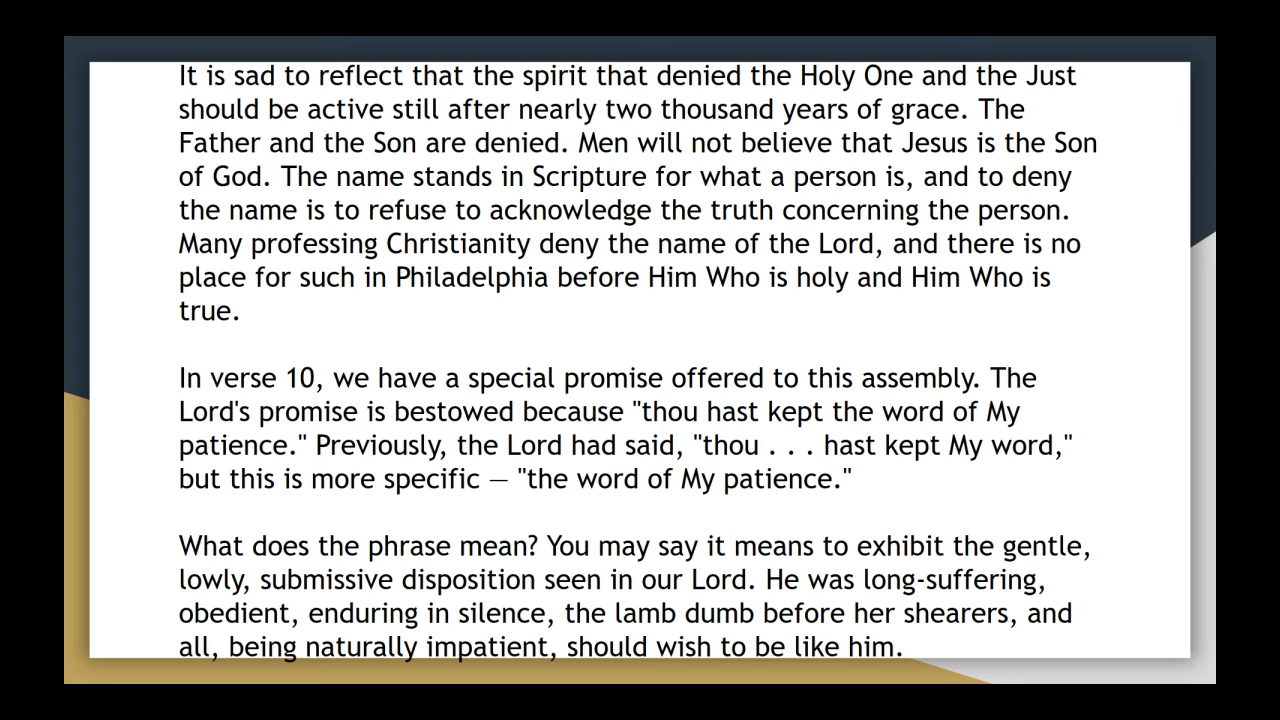 It is sad to reflect that the spirit that denied the Holy One and the Just
should be active still after nearly two thousand years of grace. The
Father and the Son are denied. Men will not believe that Jesus is the Son
of God. The name stands in Scripture for what a person is, and to deny
the name is to refuse to acknowledge the truth concerning the person.
Many professing Christianity deny the name of the Lord, and there is no
place for such in Philadelphia before Him Who is holy and Him Who is
true.
In verse 10, we have a special promise offered to this assembly. The
Lord's promise is bestowed because "thou hast kept the word of My
patience." Previously, the Lord had said, "thou . . . hast kept My word,"
but this is more specific — "the word of My patience."
What does the phrase mean? You may say it means to exhibit the gentle,
lowly, submissive disposition seen in our Lord. He was long-suffering,
obedient, enduring in silence, the lamb dumb before her shearers, and
all, being naturally impatient, should wish to be like him.